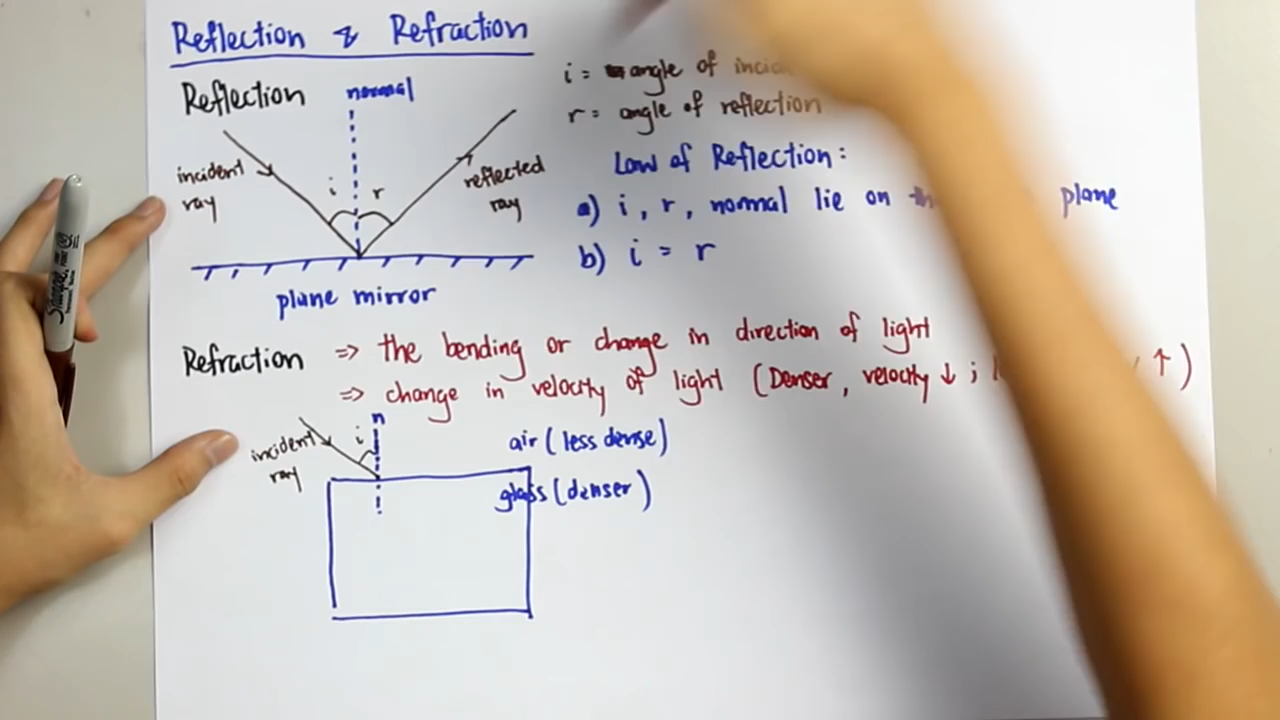 Reflection & Refraction
Reflection
normal
incident
ray
i
r
reflected
ray
plane mirror
i = angle of
r = angle of reflection
Law of Reflection:
a) i, r, normal lie on plane
b) i = r
Refraction => the bending or change in direction of light
=> change in velocity of light (Denser, velocity ↓ ; ↑)
n
i
incident
ray
air (less dense)
glass (denser)
Sharpie